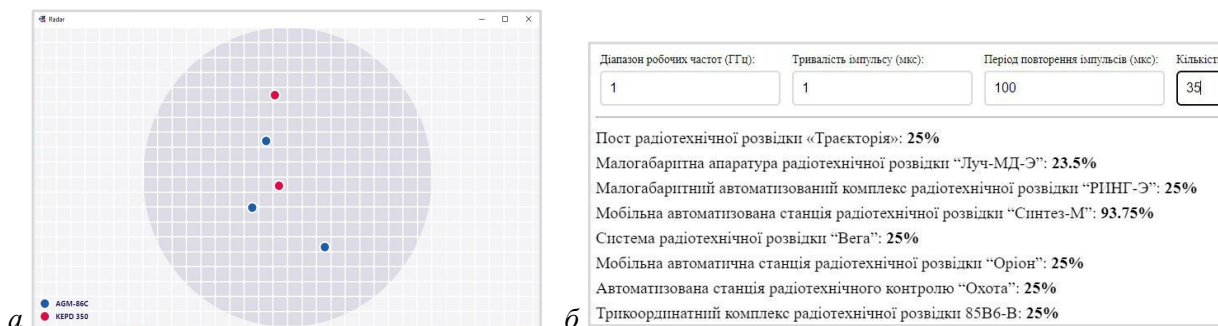 Radar
AGM-86C
KEPD 350
а
Діапазон робочих частот (ГГц): Тривалість імпульсу (мкс): Період повторення імпульсів (мкс): Кількіст
1 1 100 35
Пост радіотехнічної розвідки «Траєкторія»: 25%
Малогабаритна апаратура радіотехнічної розвідки “Луч-МД-Э”: 23.5%
Малогабаритний автоматизований комплекс радіотехнічної розвідки “РИНГ-Э”: 25%
Мобільна автоматизована станція радіотехнічної розвідки “Синтез-М”: 93.75%
Система радіотехнічної розвідки “Вега”: 25%
Мобільна автоматична станція радіотехнічної розвідки “Оріон”: 25%
Автоматизована станція радіотехнічного контролю “Охота”: 25%
Трикоординатний комплекс радіотехнічної розвідки 85В6-В: 25%
б